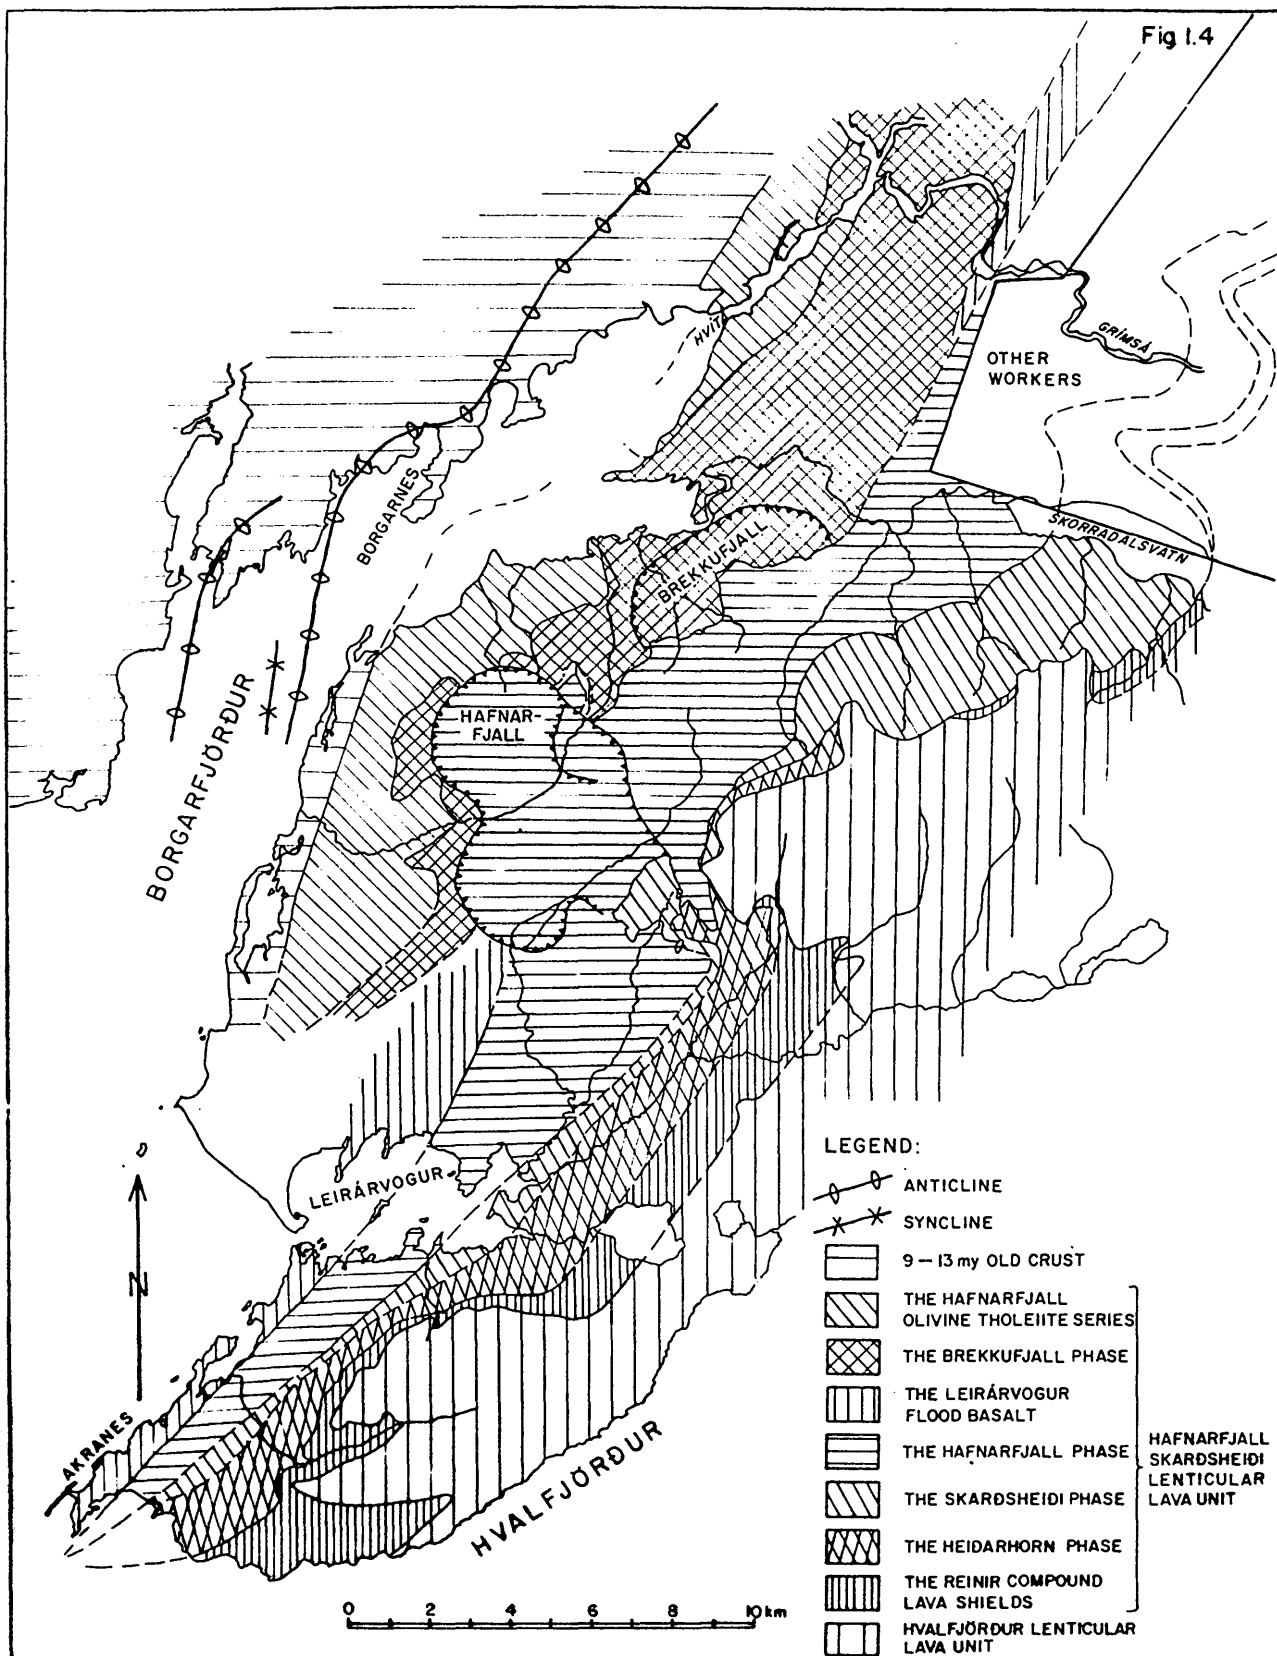 Fig 1.4
HVÍTÁ
GRÍMSÁ
OTHER
WORKERS
BORGARNES
SKORRADALSVATN
BREKKUFJALL
HAFNAR-
FJALL
BORGARFJÖRÐUR
LEIRÁRVOGUR
N
AKRANES
HVALFJÖRÐUR
0 2 4 6 8 10 km
LEGEND:
ANTICLINE
SYNCLINE
9 – 13 my OLD CRUST
THE HAFNARFJALL
OLIVINE THOLEIITE SERIES
THE BREKKUFJALL PHASE
THE LEIRÁRVOGUR
FLOOD BASALT
THE HAFNARFJALL PHASE
THE SKARÐSHEIÐI PHASE
THE HEIÐARHORN PHASE
THE REINIR COMPOUND
LAVA SHIELDS
HVALFJÖRÐUR LENTICULAR
LAVA UNIT
HAFNARFJALL
SKARÐSHEIÐI
LENTICULAR
LAVA UNIT